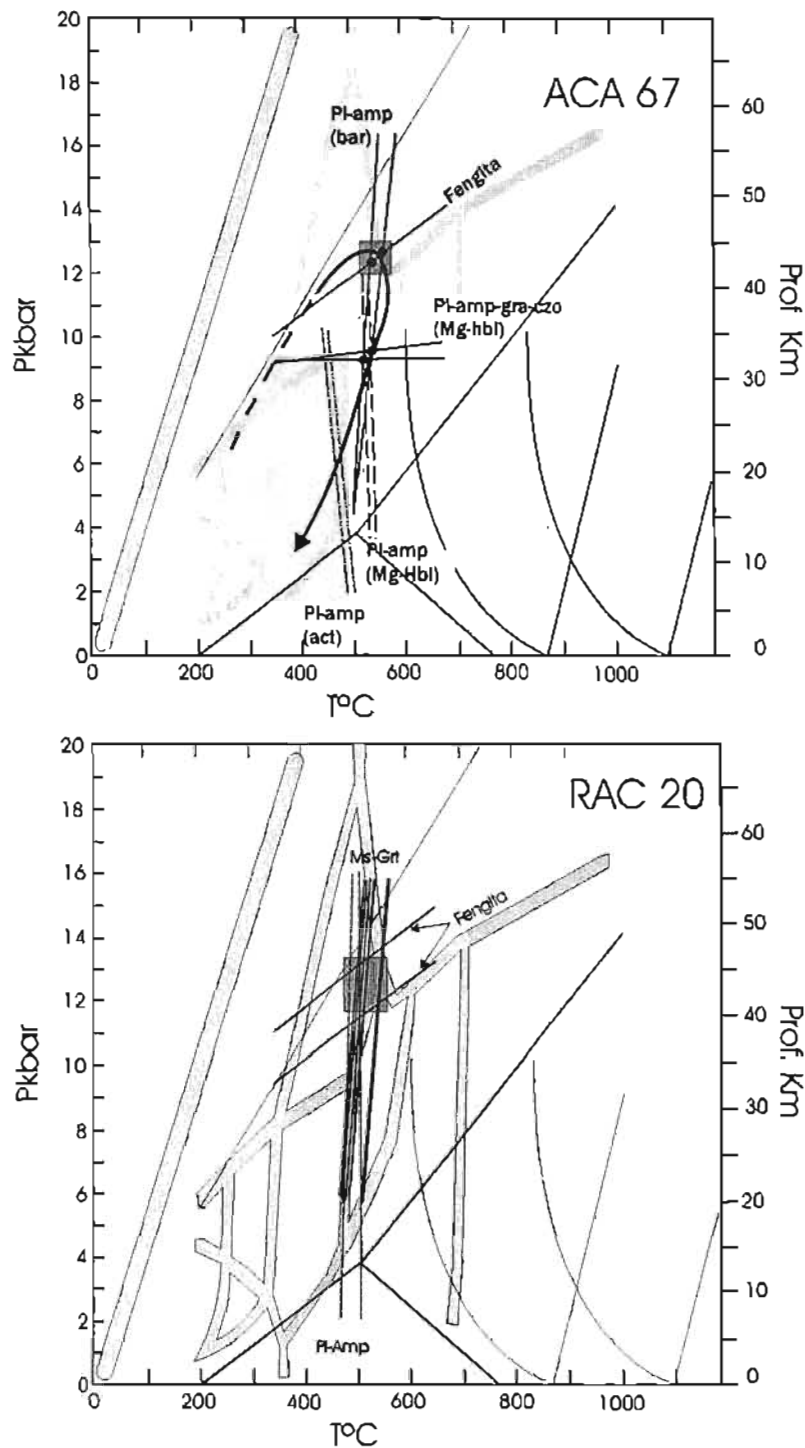 ACA 67
20
18
16
14
12
10
8
6
4
2
0
Pkbar
60
50
40
30
20
10
0
Prof. Km
Pl-amp
(bar)
Fengita
Pl-amp-gra-czo
(Mg-hbl)
Pl-amp
(Mg-Hbl)
Pl-amp
(act)
0 200 400 600 800 1000
TºC
RAC 20
20
18
16
14
12
10
8
6
4
2
0
Pkbar
60
50
40
30
20
10
0
Prof. Km
Ms-Grt
Fengita
Pl-Amp
0 200 400 600 800 1000
TºC